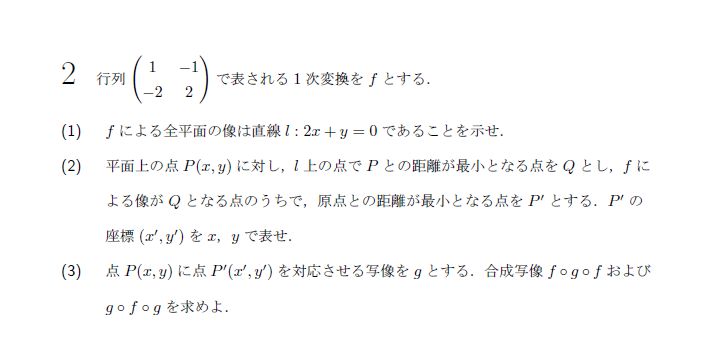 2 行列 $\begin{pmatrix} 1 & -1 \\ -2 & 2 \end{pmatrix}$ で表される 1 次変換を f とする．
(1) f による全平面の像は直線 l : 2x + y = 0 であることを示せ．
(2) 平面上の点 P(x, y) に対し，l 上の点で P との距離が最小となる点を Q とし，f に
よる像が Q となる点のうちで，原点との距離が最小となる点を P′ とする．P′ の
座標 (x′, y′) を x，y で表せ．
(3) 点 P(x, y) に点 P′(x′, y′) を対応させる写像を g とする．合成写像 f ∘ g ∘ f および
g ∘ f ∘ g を求めよ．